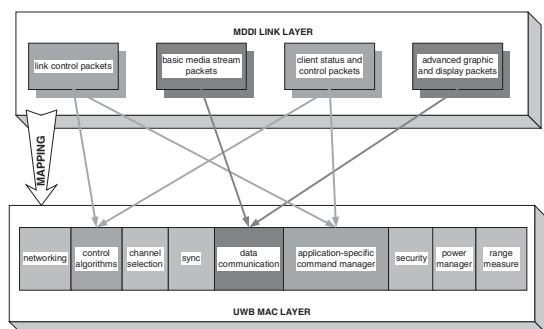 MDDI LINK LAYER
link control packets
basic media stream
packets
client status and
control packets
advanced graphic
and display packets
MAPPING
networking
control
algorithms
channel
selection
sync
data
communication
application-specific
command manager
security
power
manager
range
measure
UWB MAC LAYER